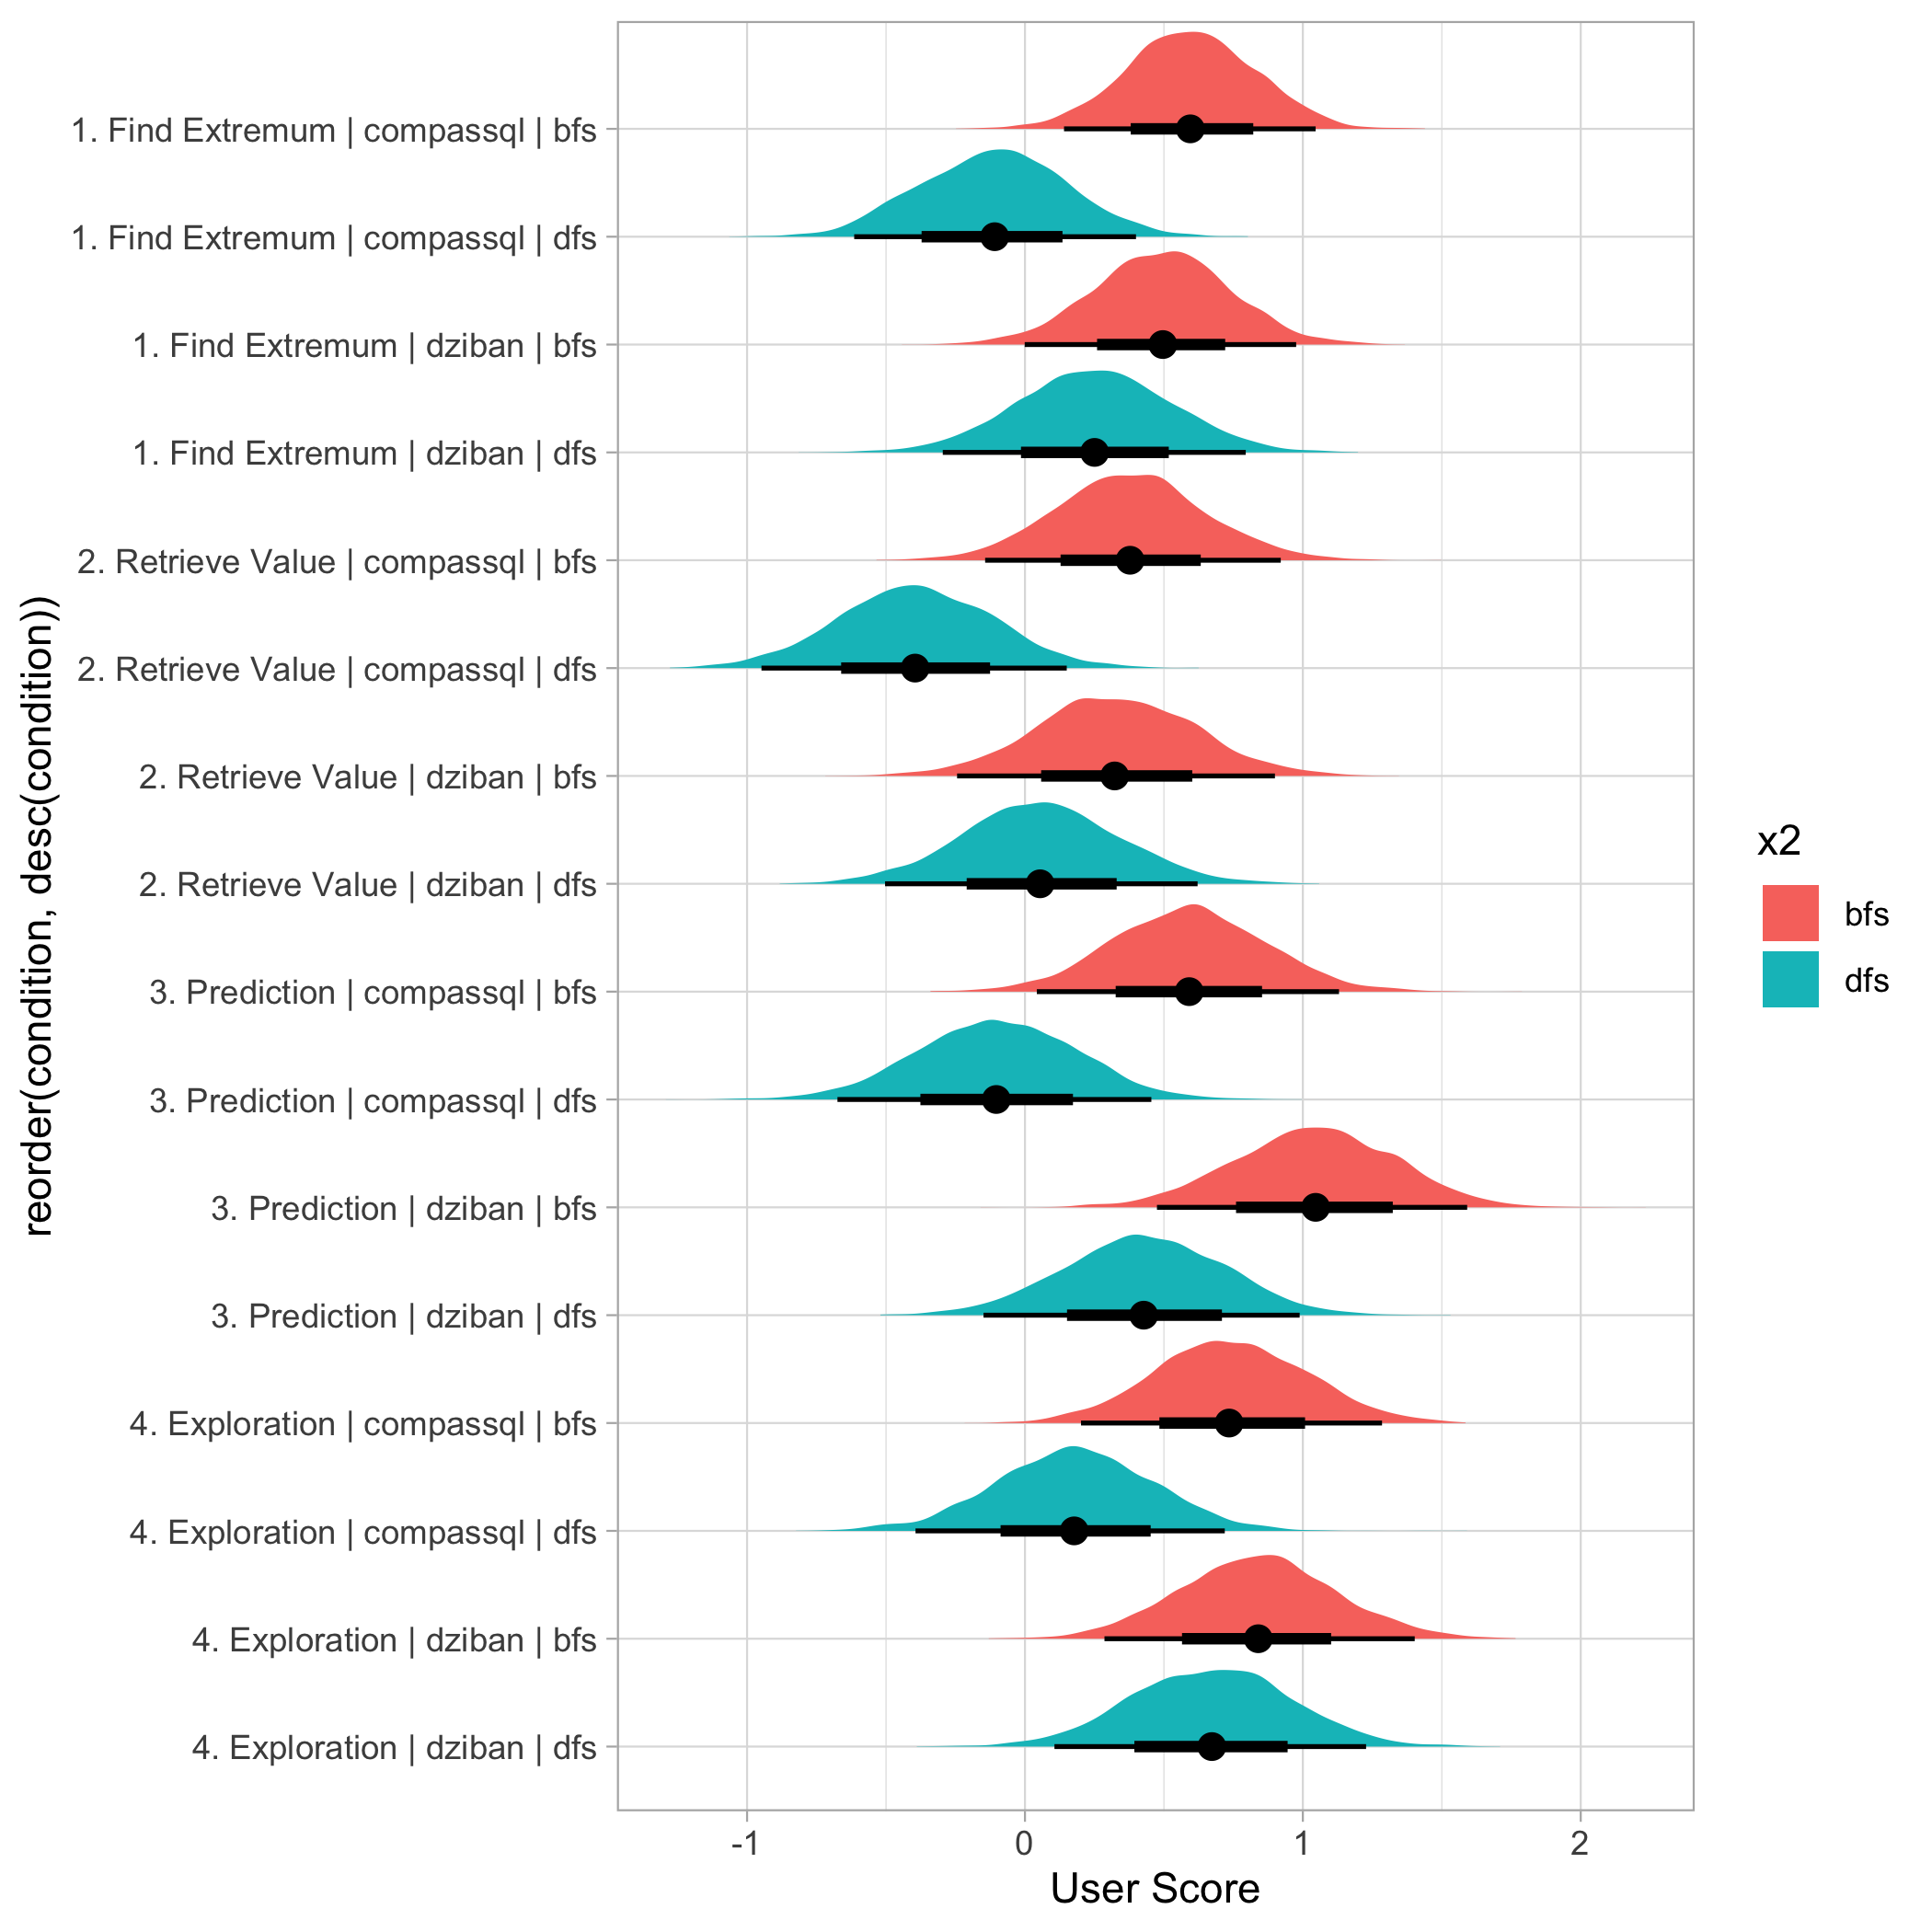 1. Find Extremum | compassql | bfs
1. Find Extremum | compassql | dfs
1. Find Extremum | dziban | bfs
1. Find Extremum | dziban | dfs
2. Retrieve Value | compassql | bfs
2. Retrieve Value | compassql | dfs
2. Retrieve Value | dziban | bfs
2. Retrieve Value | dziban | dfs
3. Prediction | compassql | bfs
3. Prediction | compassql | dfs
3. Prediction | dziban | bfs
3. Prediction | dziban | dfs
4. Exploration | compassql | bfs
4. Exploration | compassql | dfs
4. Exploration | dziban | bfs
4. Exploration | dziban | dfs
reorder(condition, desc(condition))
-1 0 1 2
User Score
x2
bfs
dfs